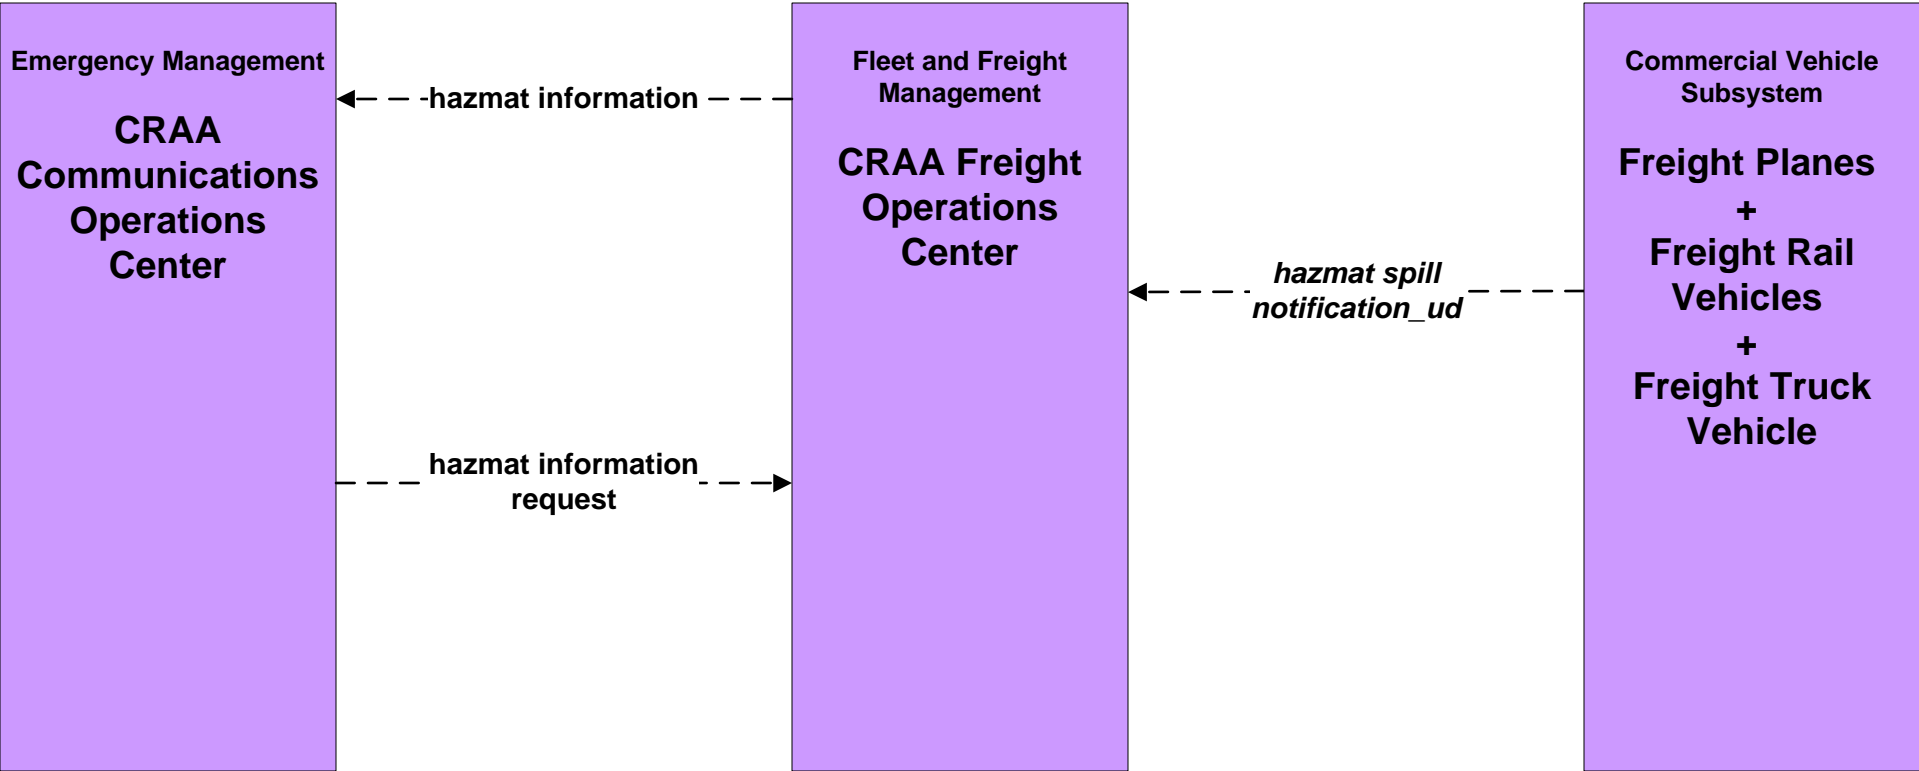 Emergency Management
CRAA
Communications
Operations
Center
hazmat information
hazmat information
request
Fleet and Freight
Management
CRAA Freight
Operations
Center
hazmat spill
notification_ud
Commercial Vehicle
Subsystem
Freight Planes
+
Freight Rail
Vehicles
+
Freight Truck
Vehicle